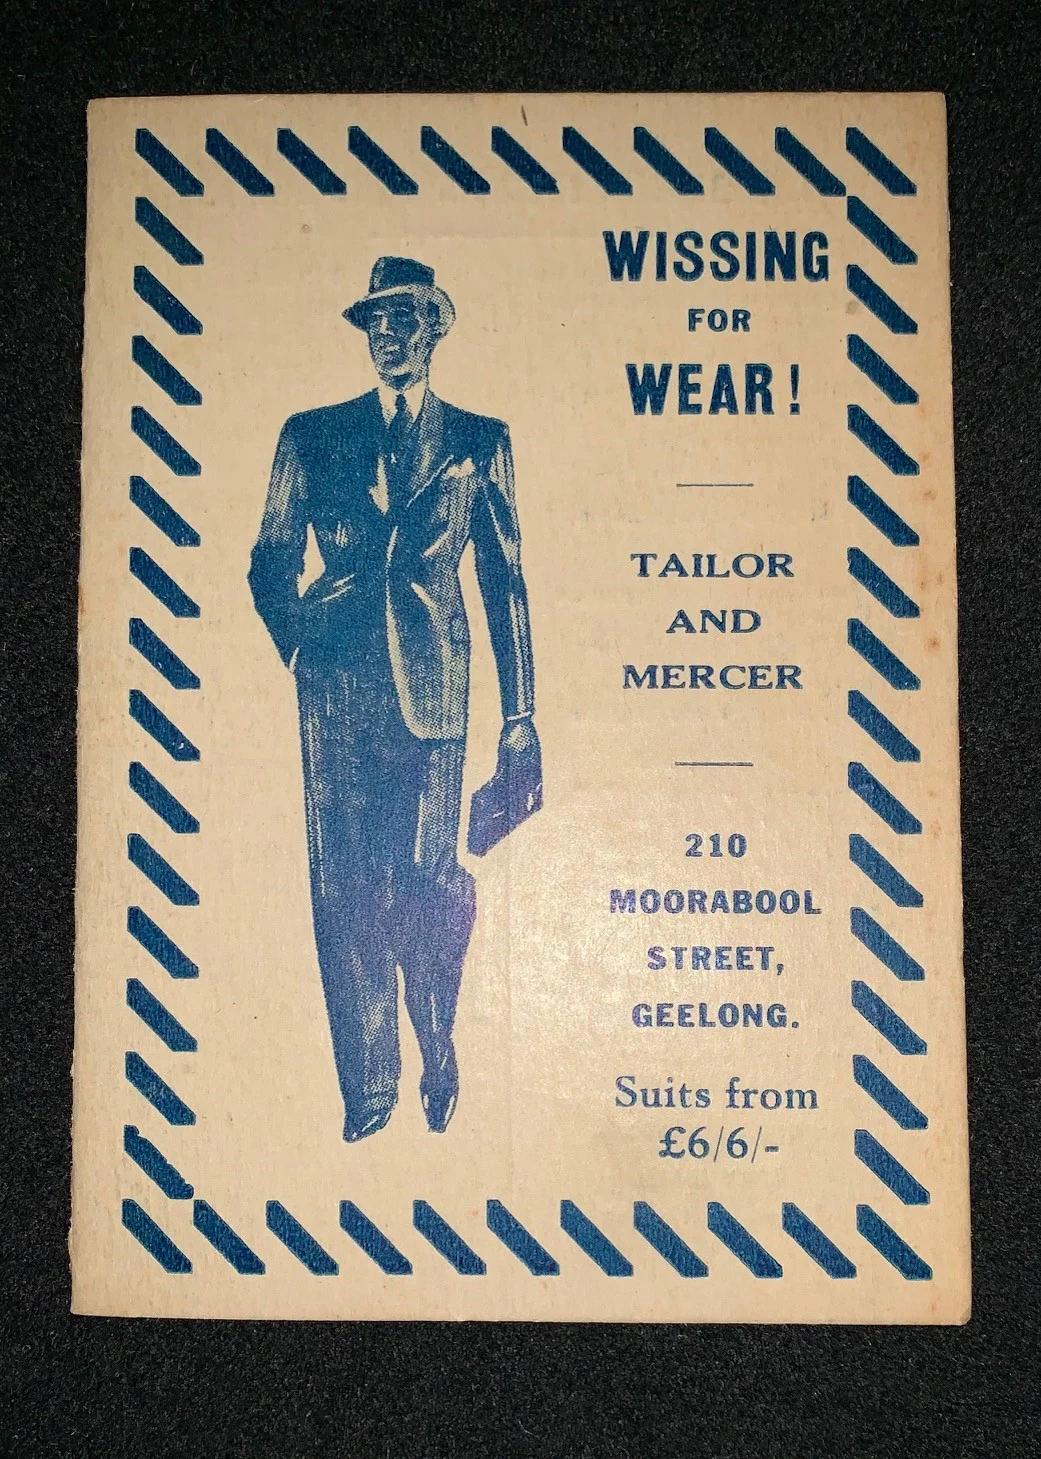 WISSING
FOR
WEAR!
TAILOR
AND
MERCER
210
MOORABOOL
STREET,
GEELONG.
Suits from
£6/6/-